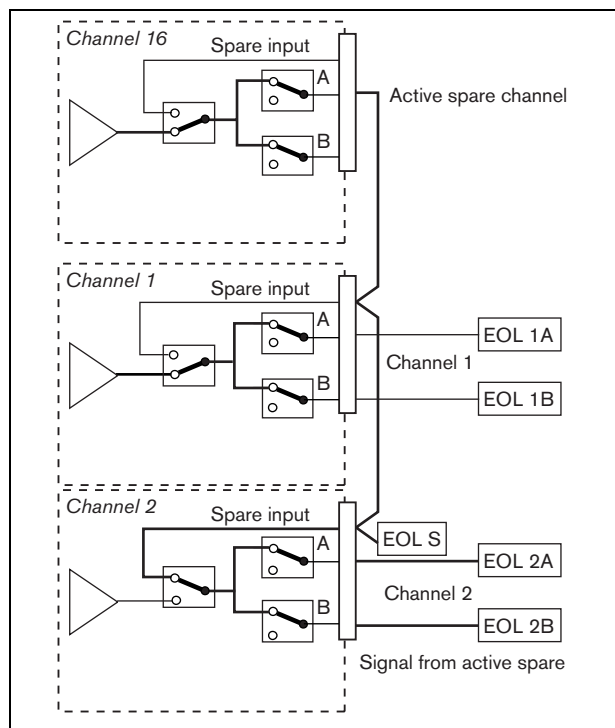 Channel 16
Spare input
A
Active spare channel
B
Channel 1
Spare input
A
EOL 1A
Channel 1
B
EOL 1B
Channel 2
Spare input
A
EOL S
EOL 2A
Channel 2
B
EOL 2B
Signal from active spare